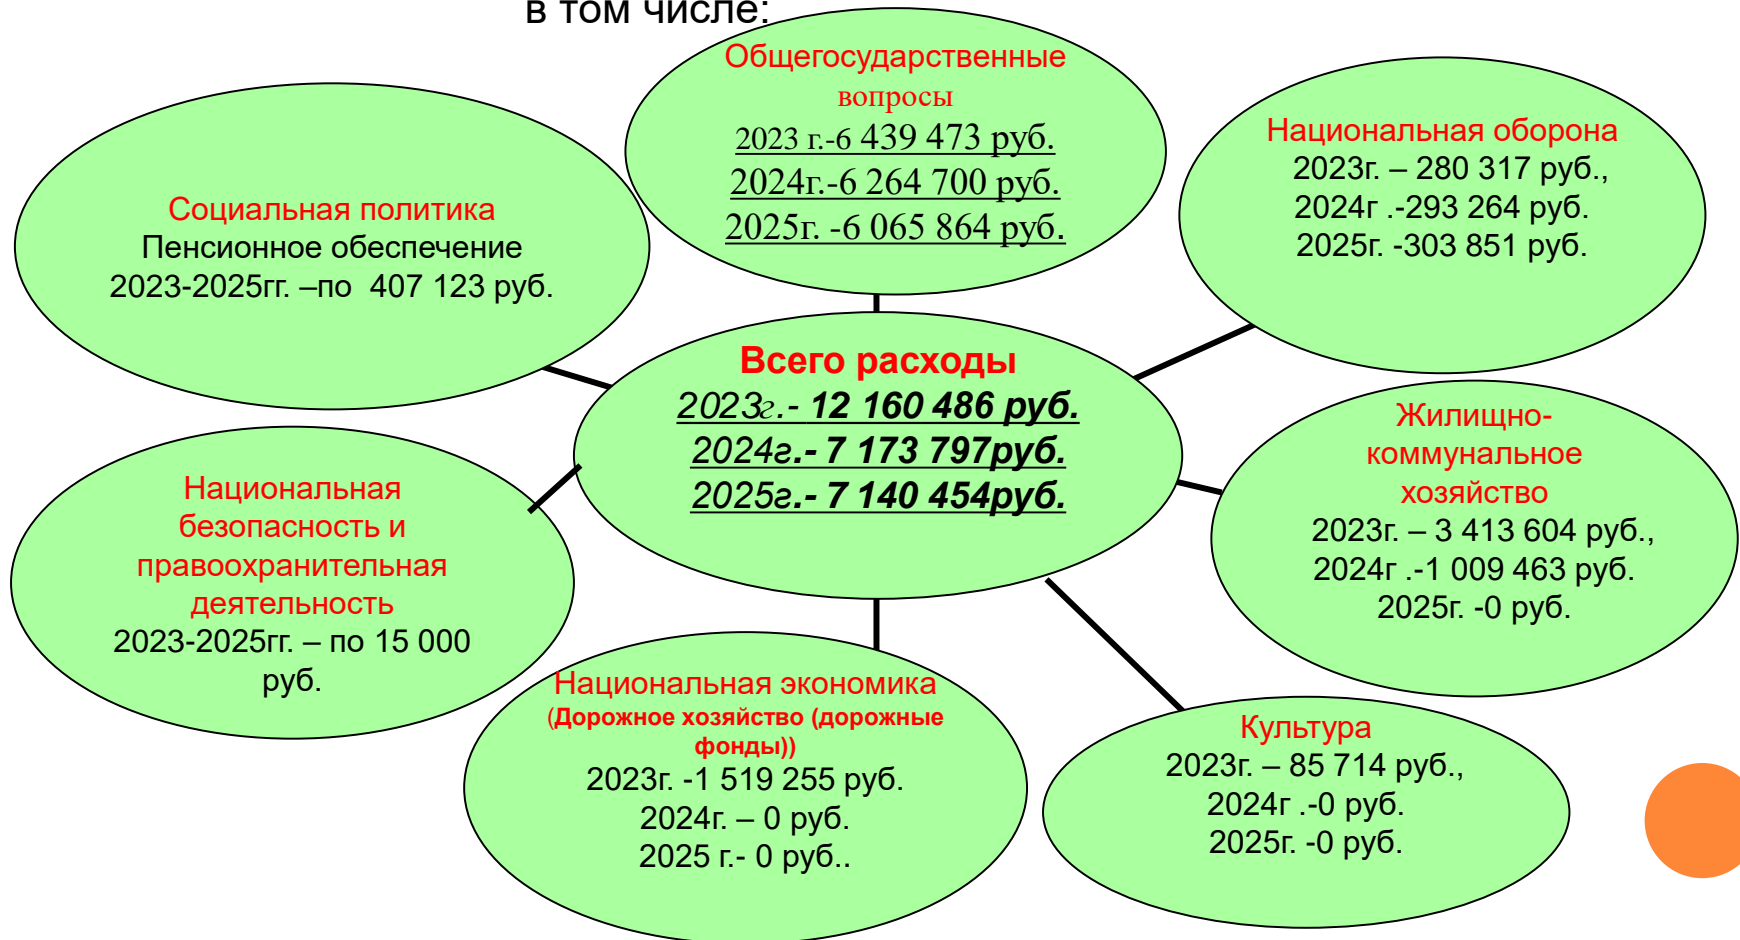 в том числе:
Общегосударственные
вопросы
2023 г.-6 439 473 руб.
2024г.-6 264 700 руб.
2025г. -6 065 864 руб.
Национальная оборона
2023г. – 280 317 руб.,
2024г .-293 264 руб.
2025г. -303 851 руб.
Социальная политика
Пенсионное обеспечение
2023-2025гг. –по 407 123 руб.
Всего расходы
2023г.- 12 160 486 руб.
2024г.- 7 173 797руб.
2025г.- 7 140 454руб.
Жилищно-
коммунальное
хозяйство
2023г. – 3 413 604 руб.,
2024г .-1 009 463 руб.
2025г. -0 руб.
Национальная
безопасность и
правоохранительная
деятельность
2023-2025гг. – по 15 000
руб.
Национальная экономика
(Дорожное хозяйство (дорожные
фонды))
2023г. -1 519 255 руб.
2024г. – 0 руб.
2025 г.- 0 руб..
Культура
2023г. – 85 714 руб.,
2024г .-0 руб.
2025г. -0 руб.